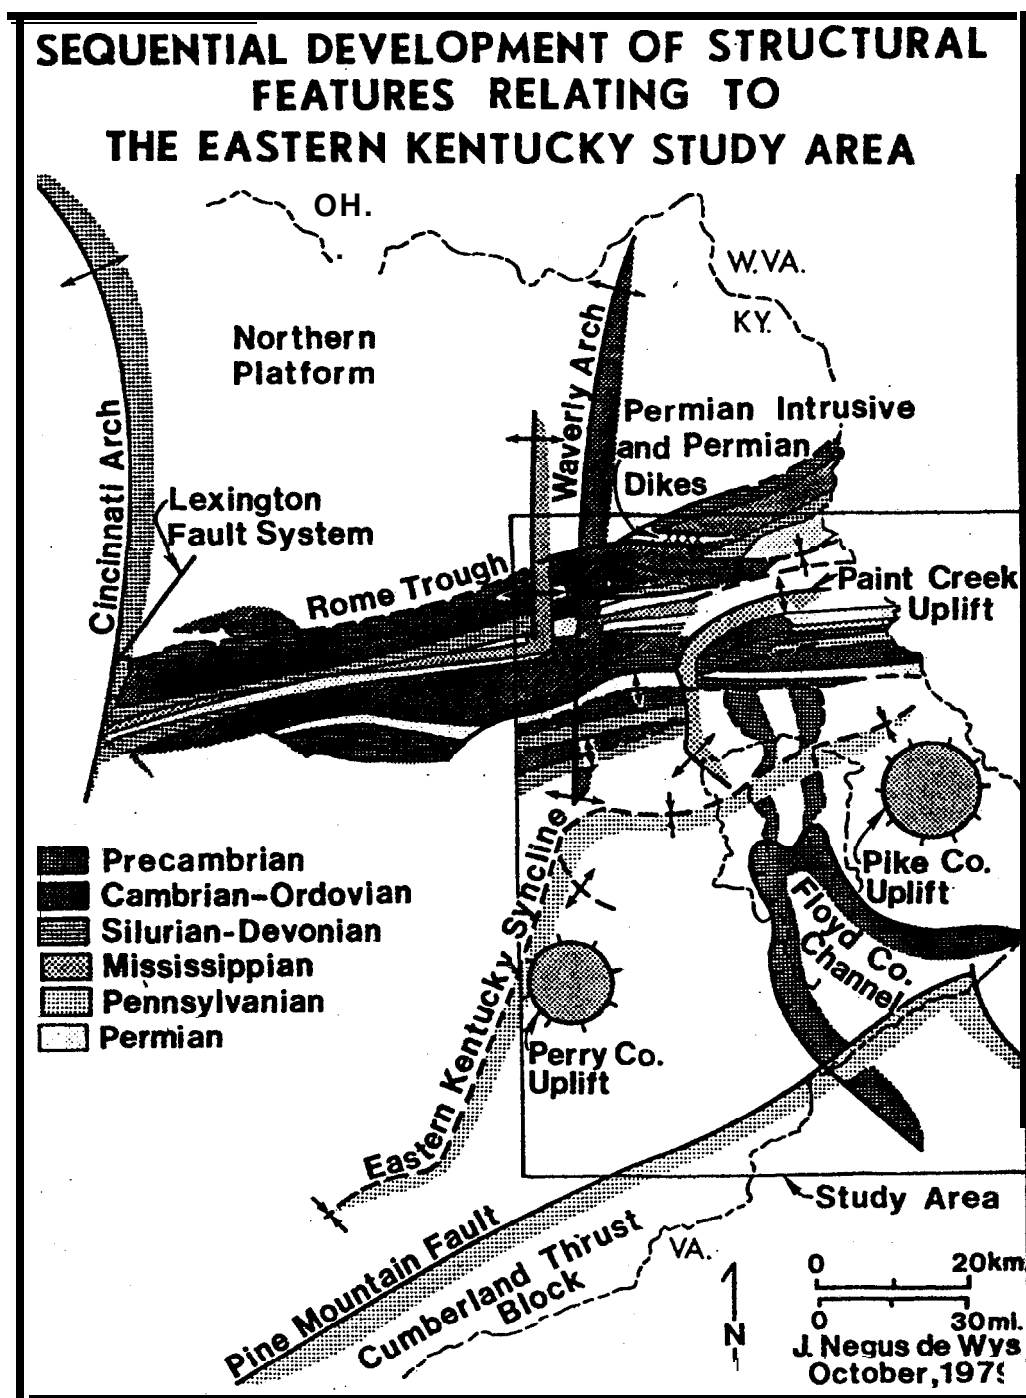 SEQUENTIAL DEVELOPMENT OF STRUCTURAL
FEATURES RELATING TO
THE EASTERN KENTUCKY STUDY AREA
OH.
W.VA.
KY.
Northern
Platform
Cincinnati Arch
Waverly Arch
Permian Intrusive
and Permian
Dikes
Lexington
Fault System
Rome Trough
Paint Creek
Uplift
Precambrian
Cambrian-Ordovian
Silurian-Devonian
Mississippian
Pennsylvanian
Permian
Pike Co.
Uplift
Floyd Co.
Channel
Eastern Kentucky Syncline
Perry Co.
Uplift
Study Area
Pine Mountain Fault
Cumberland Thrust
Block
VA.
N
0 20km.
0 30mi.
J. Negus de Wys
October, 1979